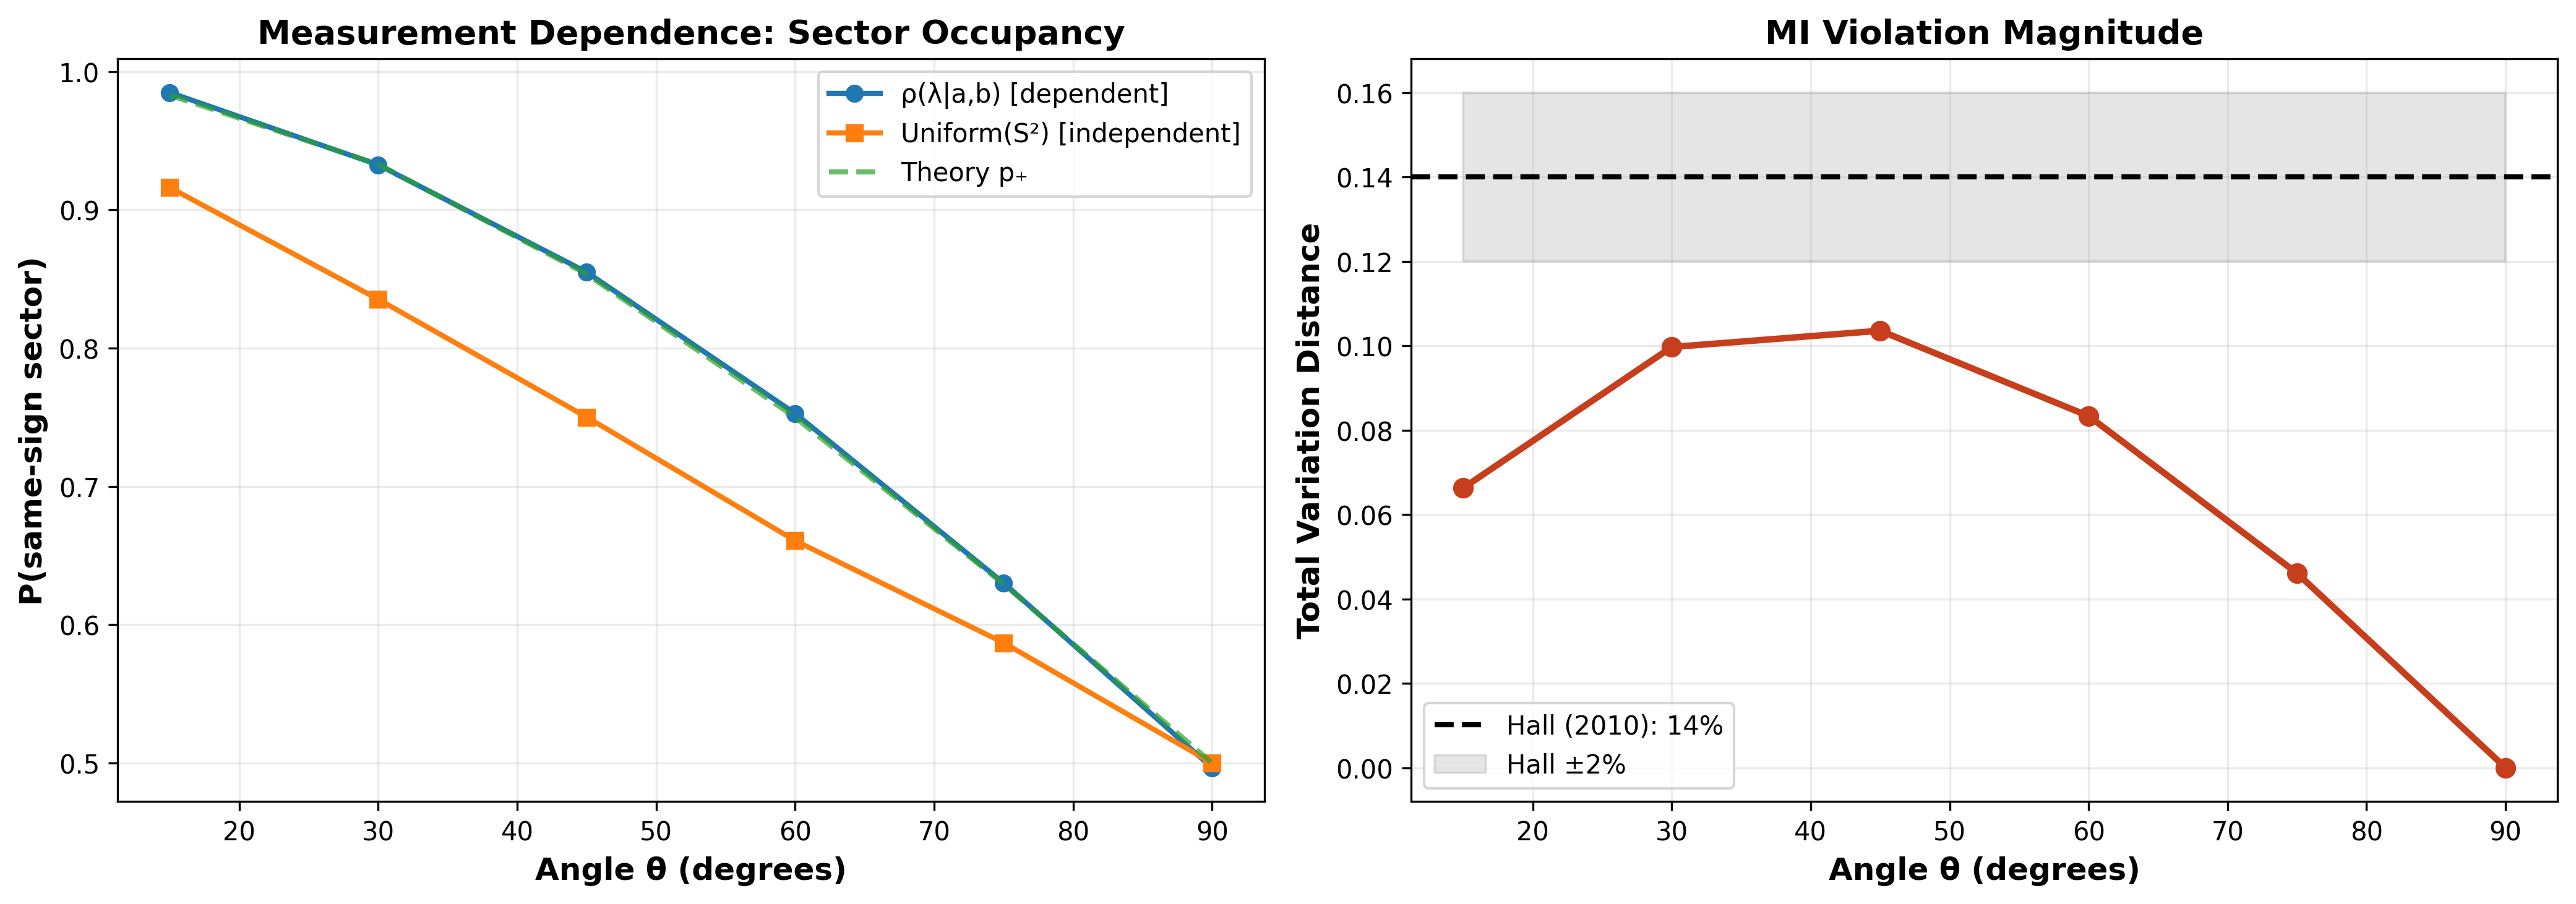 Measurement Dependence: Sector Occupancy
P(same-sign sector)
1.0
0.9
0.8
0.7
0.6
0.5
ρ(λ|a,b) [dependent]
Uniform(S²) [independent]
Theory p₊
20 30 40 50 60 70 80 90
Angle θ (degrees)
MI Violation Magnitude
Total Variation Distance
0.16
0.14
0.12
0.10
0.08
0.06
0.04
0.02
0.00
Hall (2010): 14%
Hall ±2%
20 30 40 50 60 70 80 90
Angle θ (degrees)